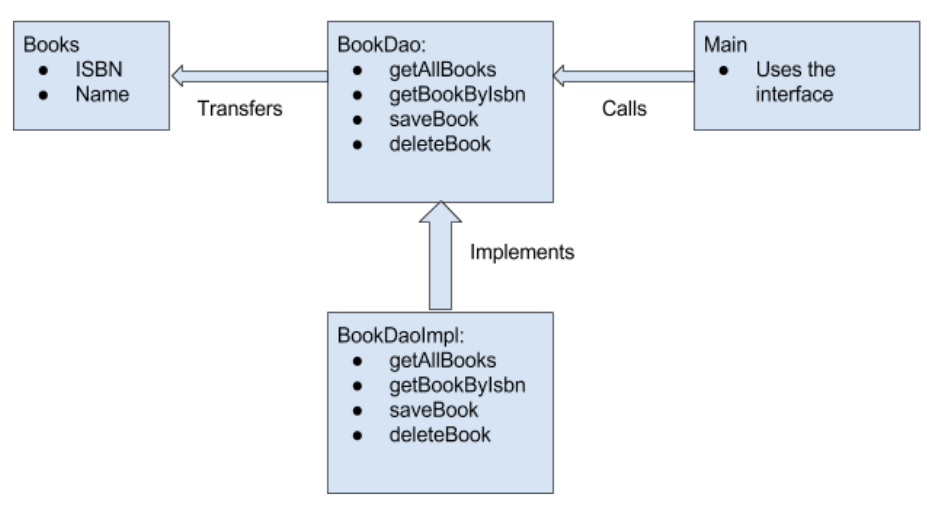 Books
● ISBN
● Name
Transfers
BookDao:
● getAllBooks
● getBookByIsbn
● saveBook
● deleteBook
Calls
Main
● Uses the
interface
Implements
BookDaoImpl:
● getAllBooks
● getBookByIsbn
● saveBook
● deleteBook